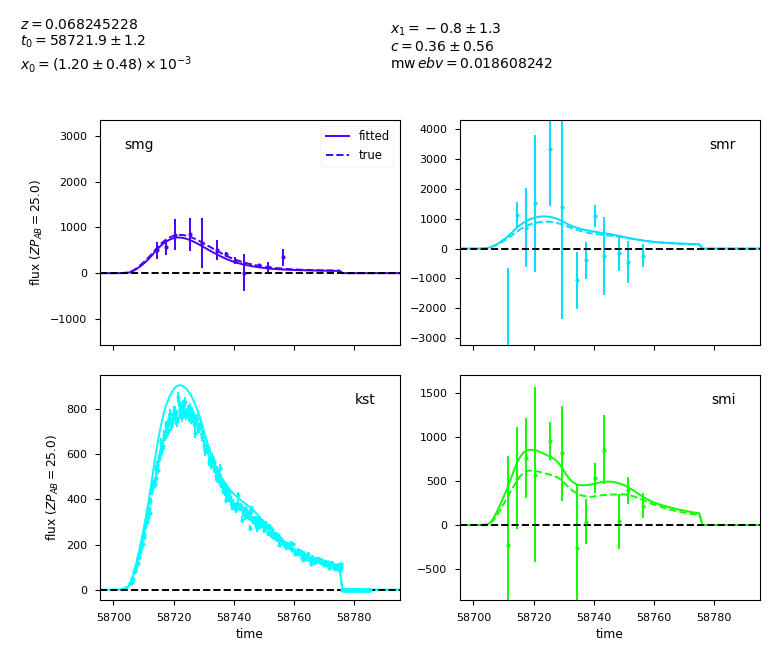 z = 0.068245228
t₀ = 58721.9 ± 1.2
x₀ = (1.20 ± 0.48) × 10⁻³
x₁ = − 0.8 ± 1.3
c = 0.36 ± 0.56
mw ebv = 0.018608242
3000
2000
1000
0
−1000
flux (ZP_AB = 25.0)
smg
fitted
true
4000
3000
2000
1000
0
−1000
−2000
−3000
smr
800
600
400
200
0
flux (ZP_AB = 25.0)
kst
58700 58720 58740 58760 58780
time
1500
1000
500
0
−500
smi
58700 58720 58740 58760 58780
time